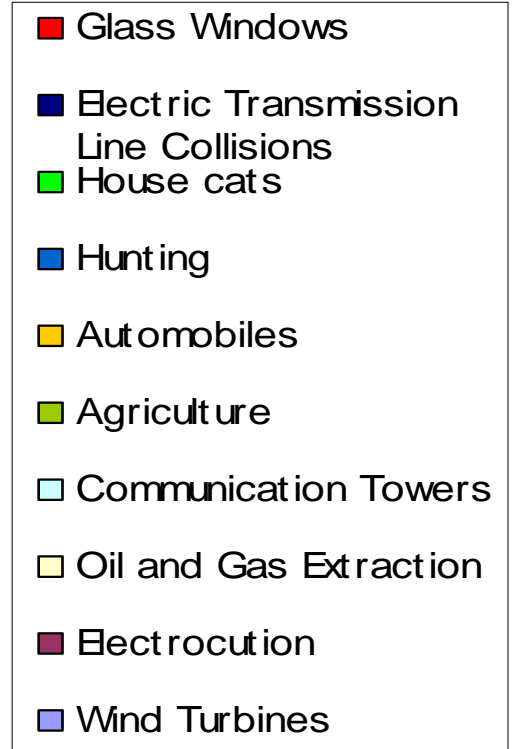 Glass Windows
Electric Transmission
Line Collisions
House cats
Hunting
Automobiles
Agriculture
Communication Towers
Oil and Gas Extraction
Electrocution
Wind Turbines